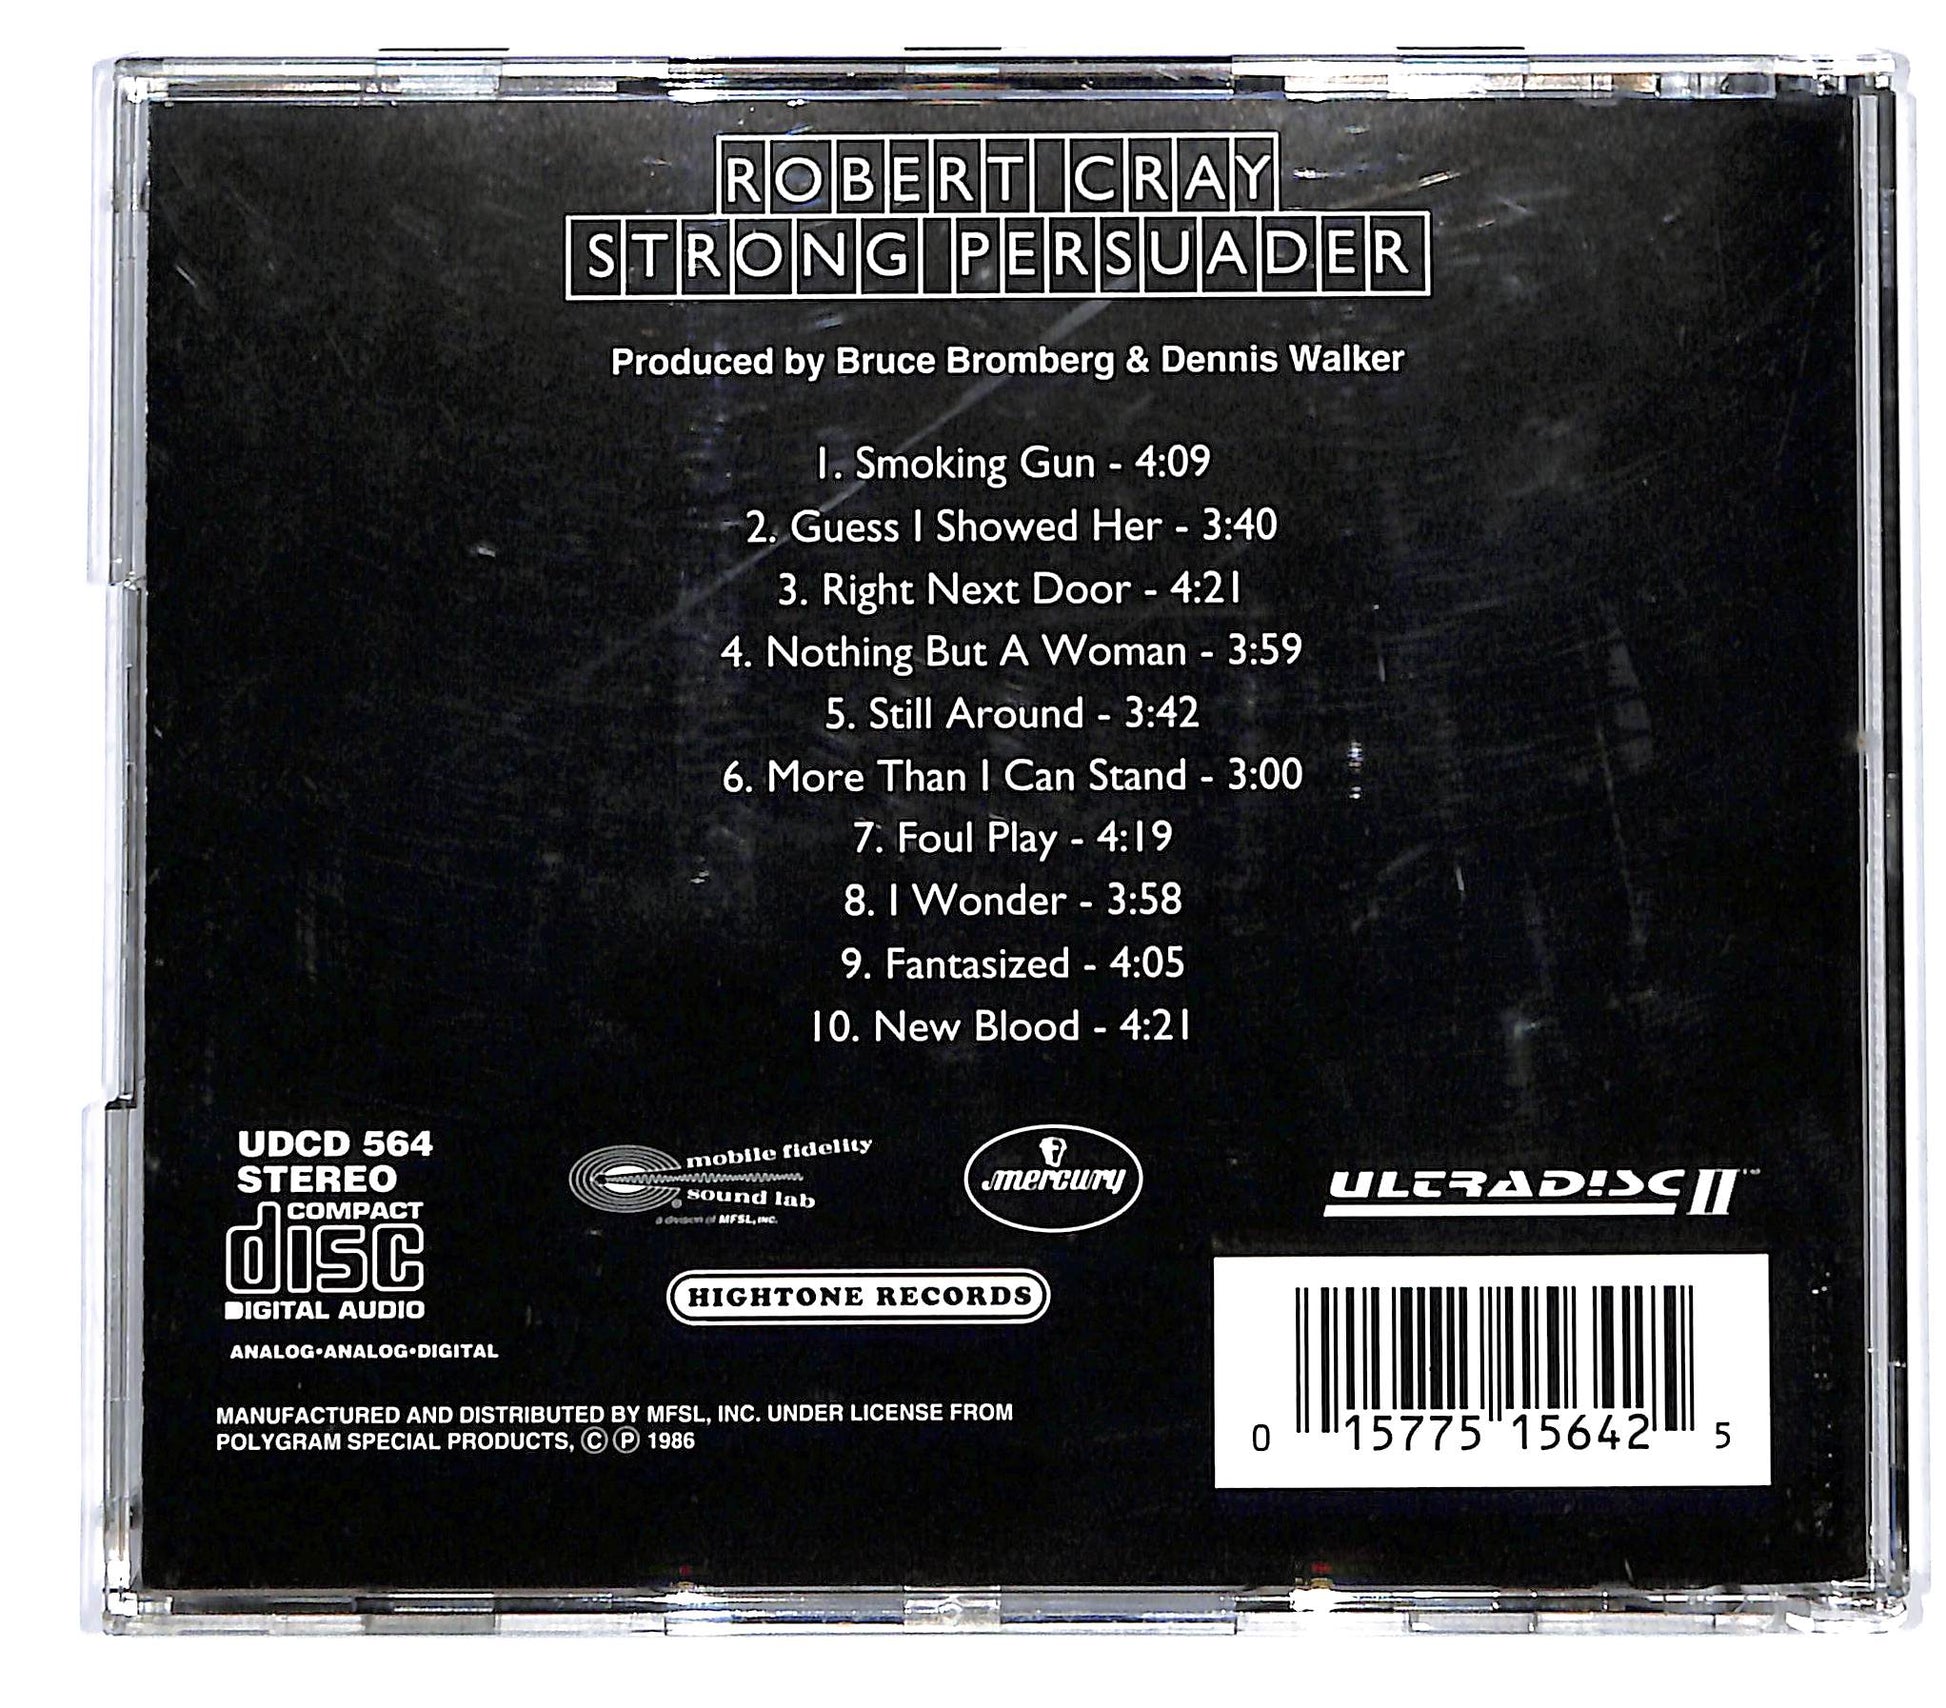 ROBERT CRAY
STRONG PERSUADER
Produced by Bruce Bromberg & Dennis Walker
1. Smoking Gun - 4:09
2. Guess I Showed Her - 3:40
3. Right Next Door - 4:21
4. Nothing But A Woman - 3:59
5. Still Around - 3:42
6. More Than I Can Stand - 3:00
7. Foul Play - 4:19
8. I Wonder - 3:58
9. Fantasized - 4:05
10. New Blood - 4:21
UDCD 564
STEREO
COMPACT
disc
DIGITAL AUDIO
ANALOG•ANALOG•DIGITAL
mobile fidelity
sound lab
a division of MFSL, INC.
mercury
HIGHTONE RECORDS
ULTRADISC II™
MANUFACTURED AND DISTRIBUTED BY MFSL, INC. UNDER LICENSE FROM
POLYGRAM SPECIAL PRODUCTS, © ℗ 1986
0 15775 15642 5